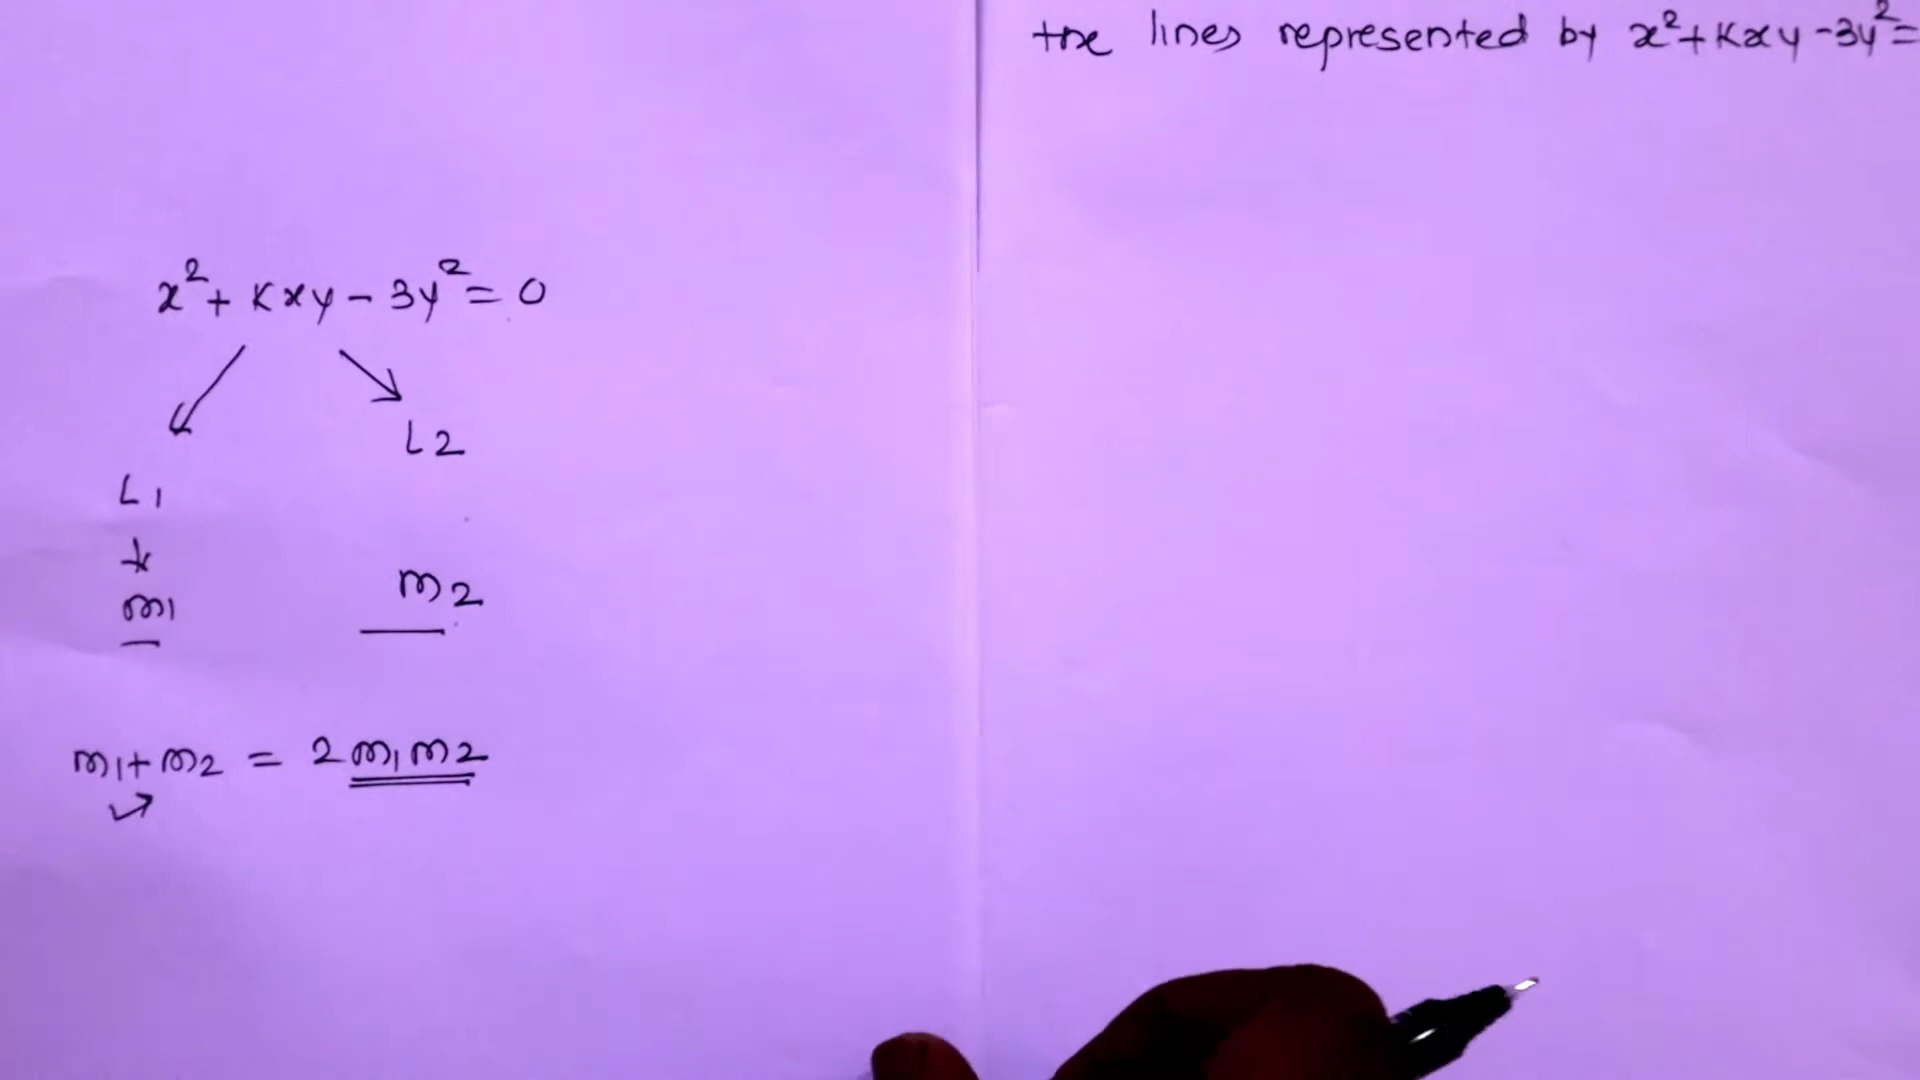 the lines represented by x²+Kxy-3y²=
x²+Kxy-3y²=0
L2
L1
m2
m1
m1+m2 = 2m1m2